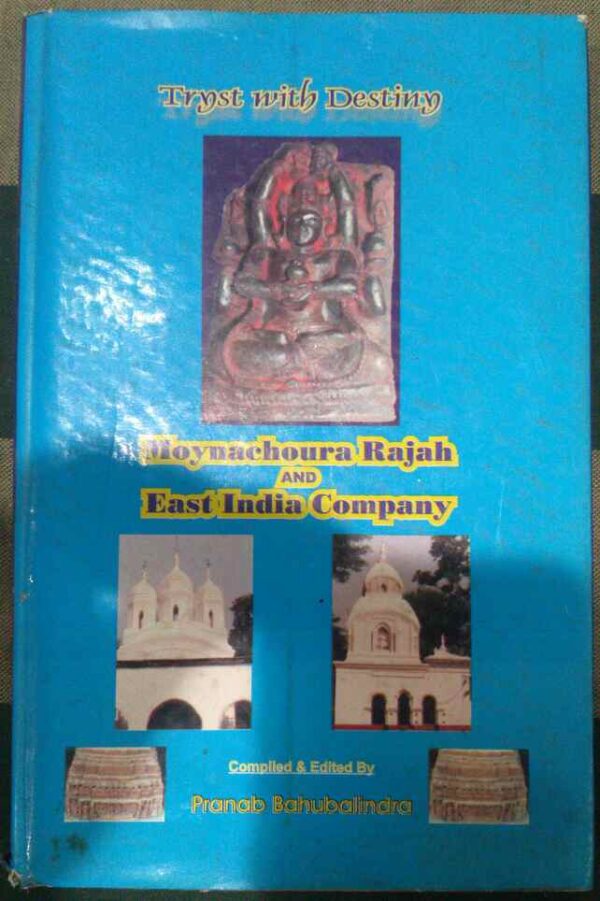 Tryst with Destiny
Moynachoura Rajah
AND
East India Company
Compiled & Edited By
Pranab Bahubalindra